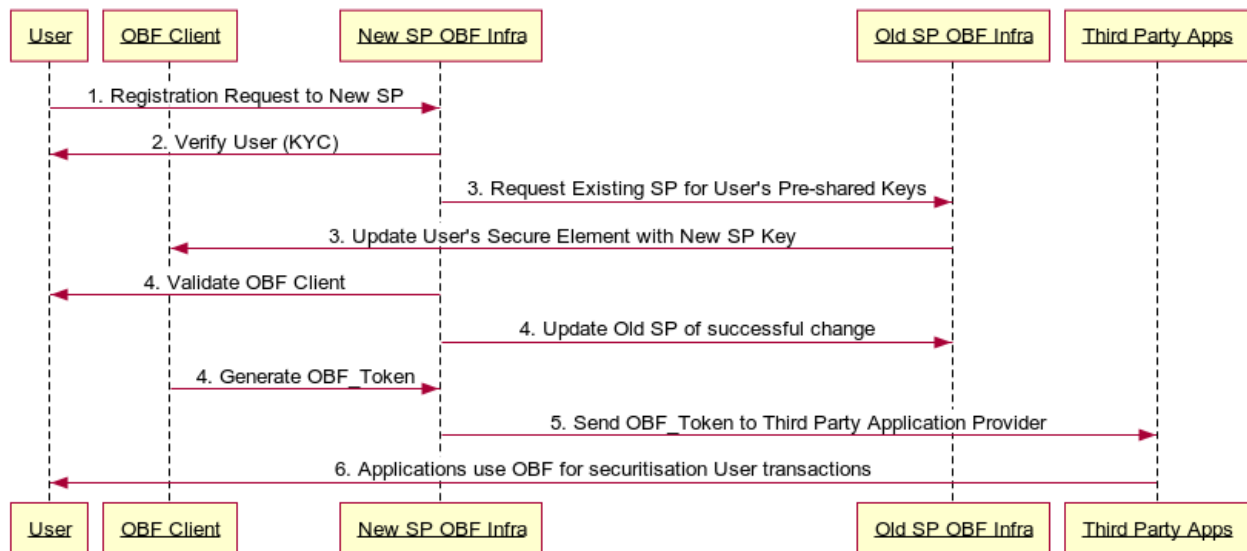 User
OBF Client
New SP OBF Infra
Old SP OBF Infra
Third Party Apps
1. Registration Request to New SP
2. Verify User (KYC)
3. Request Existing SP for User's Pre-shared Keys
3. Update User's Secure Element with New SP Key
4. Validate OBF Client
4. Update Old SP of successful change
4. Generate OBF_Token
5. Send OBF_Token to Third Party Application Provider
6. Applications use OBF for securitisation User transactions
User
OBF Client
New SP OBF Infra
Old SP OBF Infra
Third Party Apps